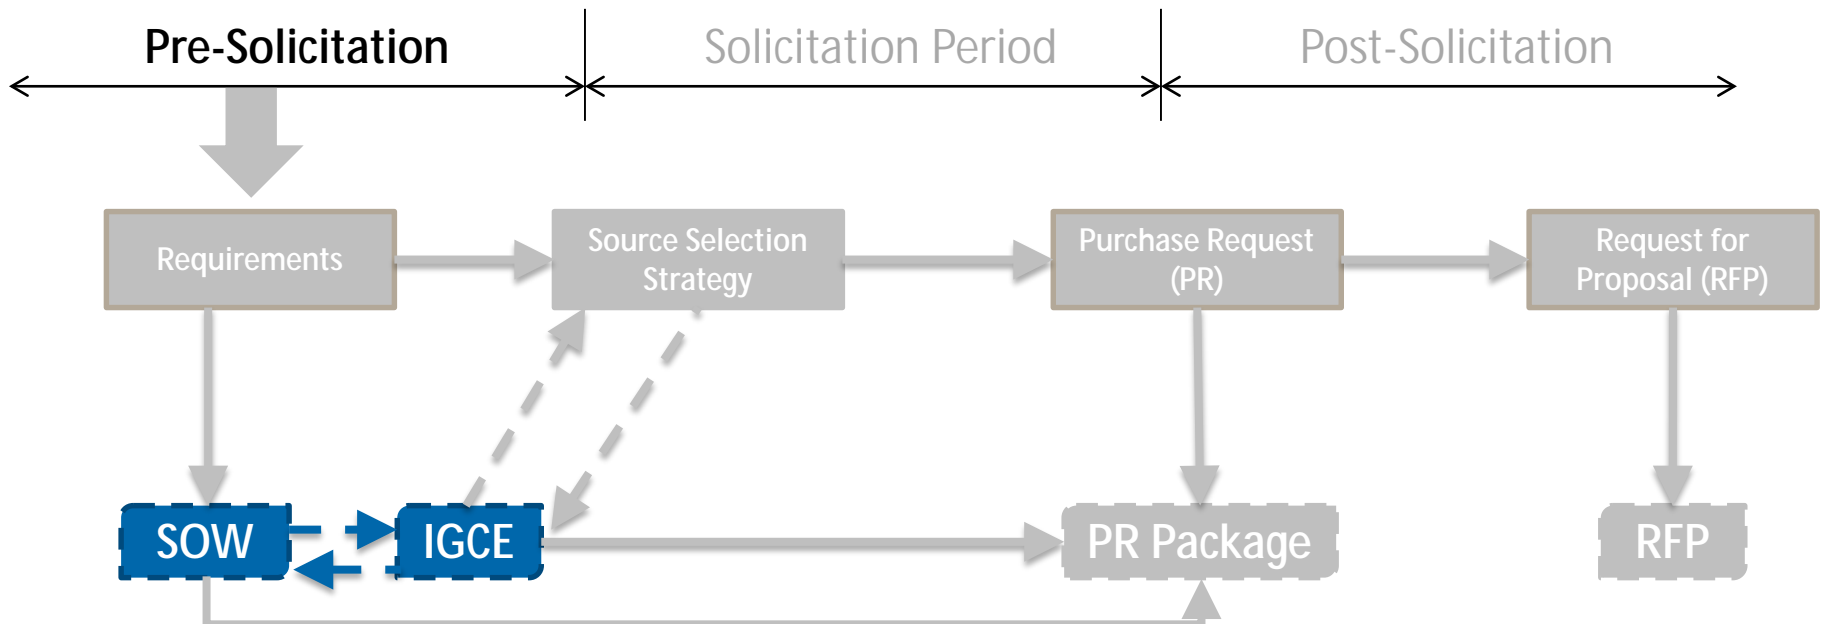 Pre-Solicitation
Solicitation Period
Post-Solicitation
Requirements
Source Selection
Strategy
Purchase Request
(PR)
Request for
Proposal (RFP)
SOW
IGCE
PR Package
RFP